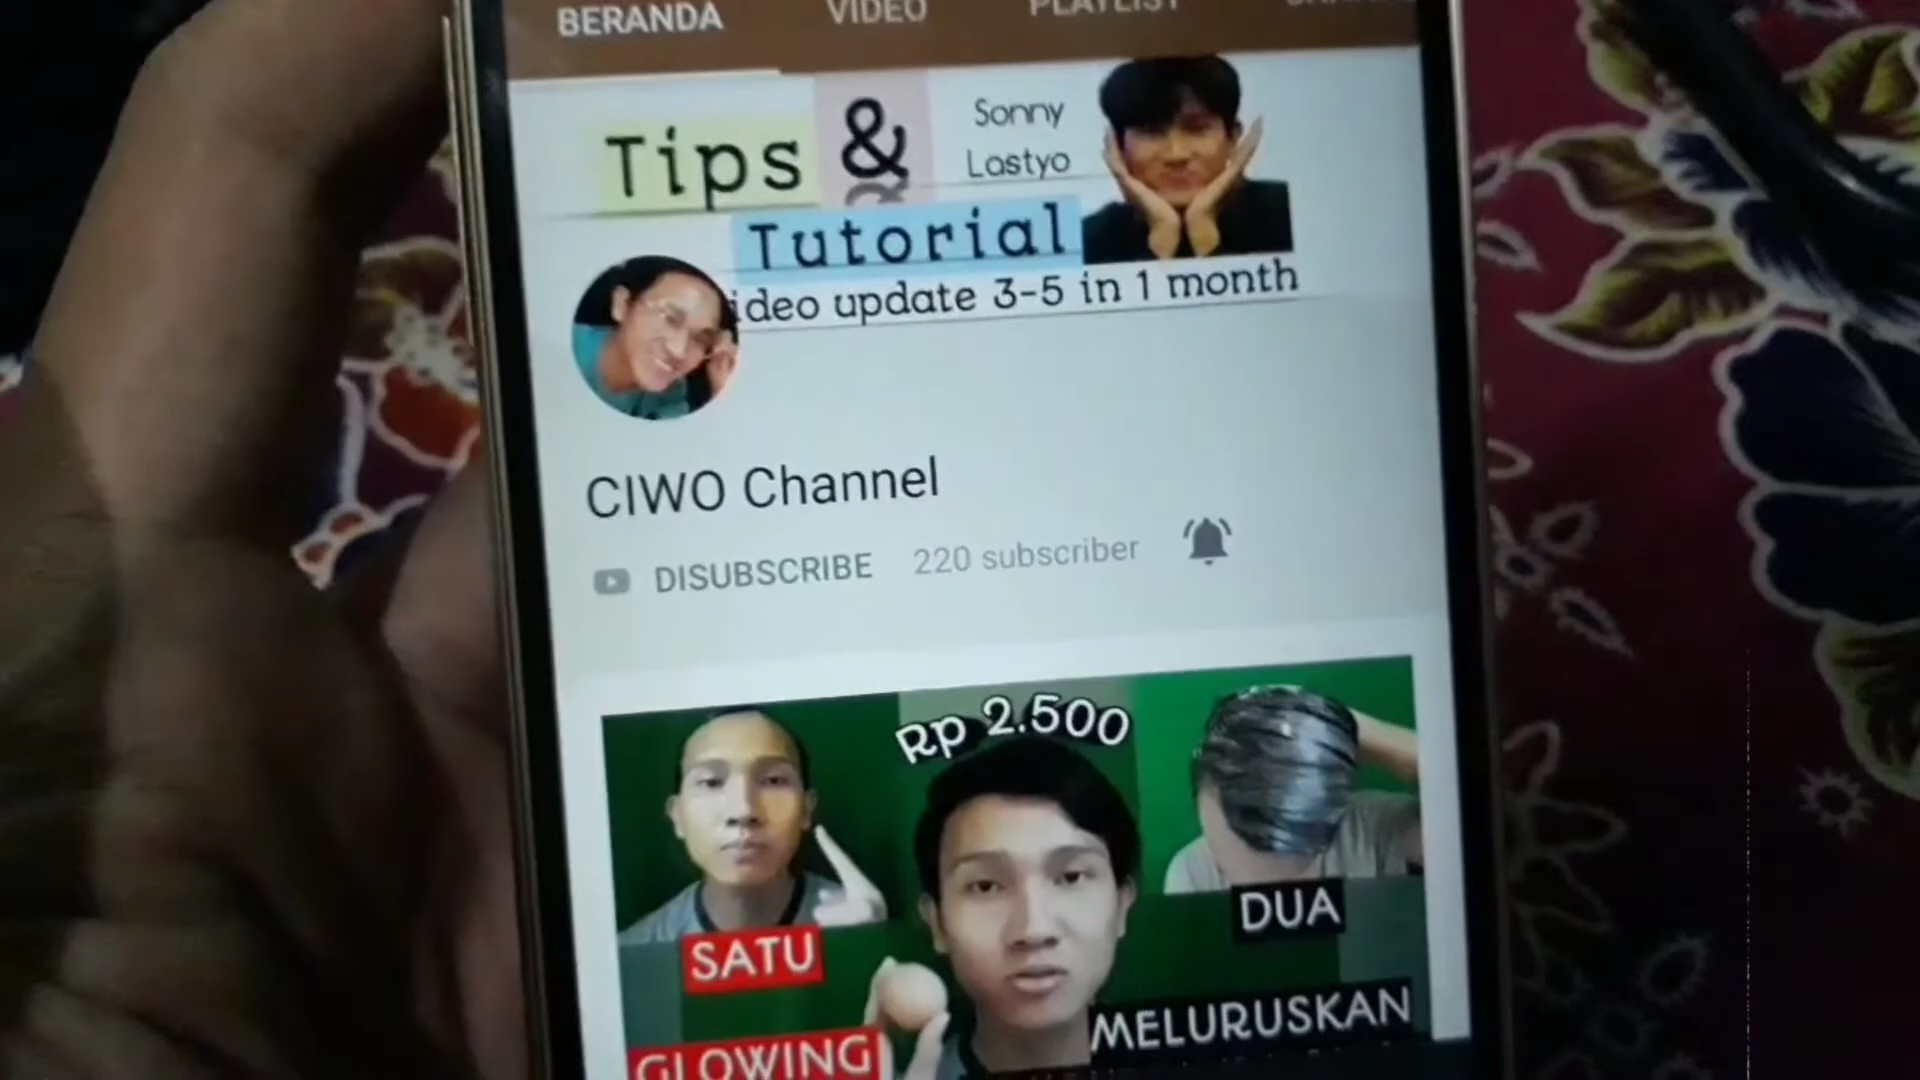 BERANDA VIDEO PLAYLIST
Tips & Sonny
Lastyo
Tutorial
ideo update 3-5 in 1 month
CIWO Channel
DISUBSCRIBE 220 subscriber
Rp 2.500
SATU
DUA
GLOWING
MELURUSKAN